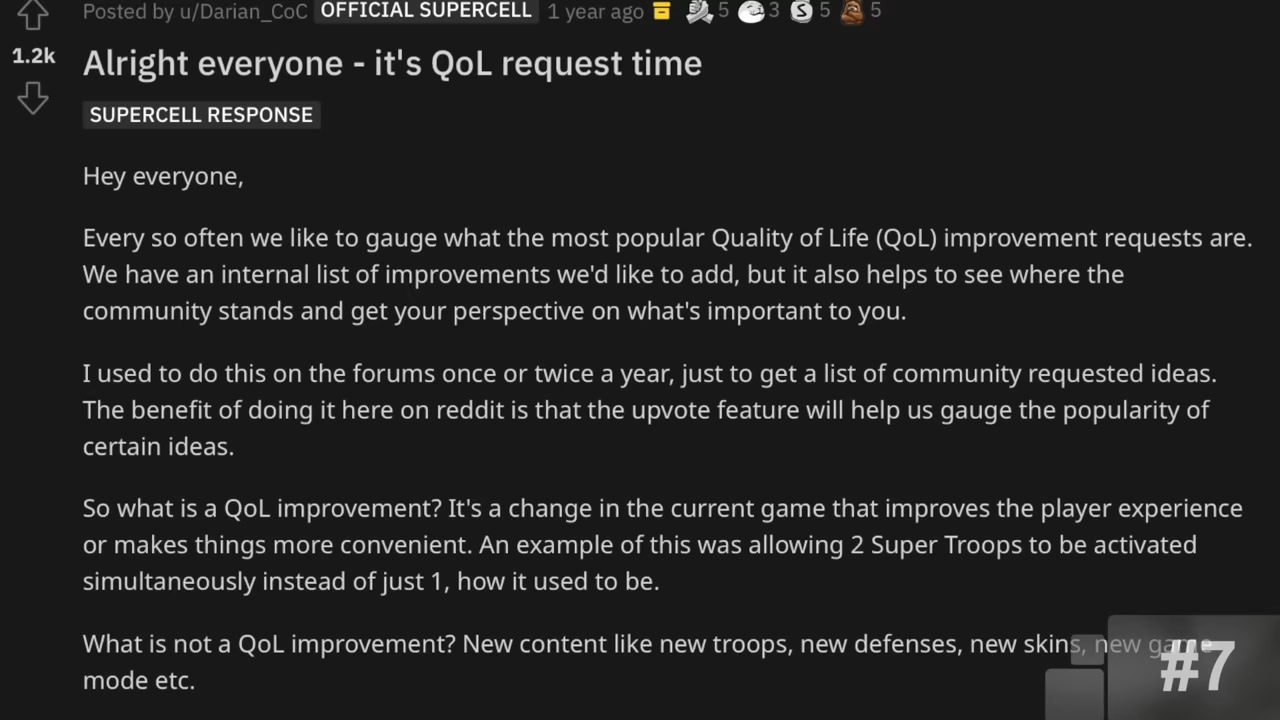 Posted by u/Darian_CoC OFFICIAL SUPERCELL 1 year ago 5 3 S 5 5
1.2k
Alright everyone - it's QoL request time
SUPERCELL RESPONSE
Hey everyone,
Every so often we like to gauge what the most popular Quality of Life (QoL) improvement requests are.
We have an internal list of improvements we'd like to add, but it also helps to see where the
community stands and get your perspective on what's important to you.
I used to do this on the forums once or twice a year, just to get a list of community requested ideas.
The benefit of doing it here on reddit is that the upvote feature will help us gauge the popularity of
certain ideas.
So what is a QoL improvement? It's a change in the current game that improves the player experience
or makes things more convenient. An example of this was allowing 2 Super Troops to be activated
simultaneously instead of just 1, how it used to be.
What is not a QoL improvement? New content like new troops, new defenses, new skins, new game
mode etc.
#7